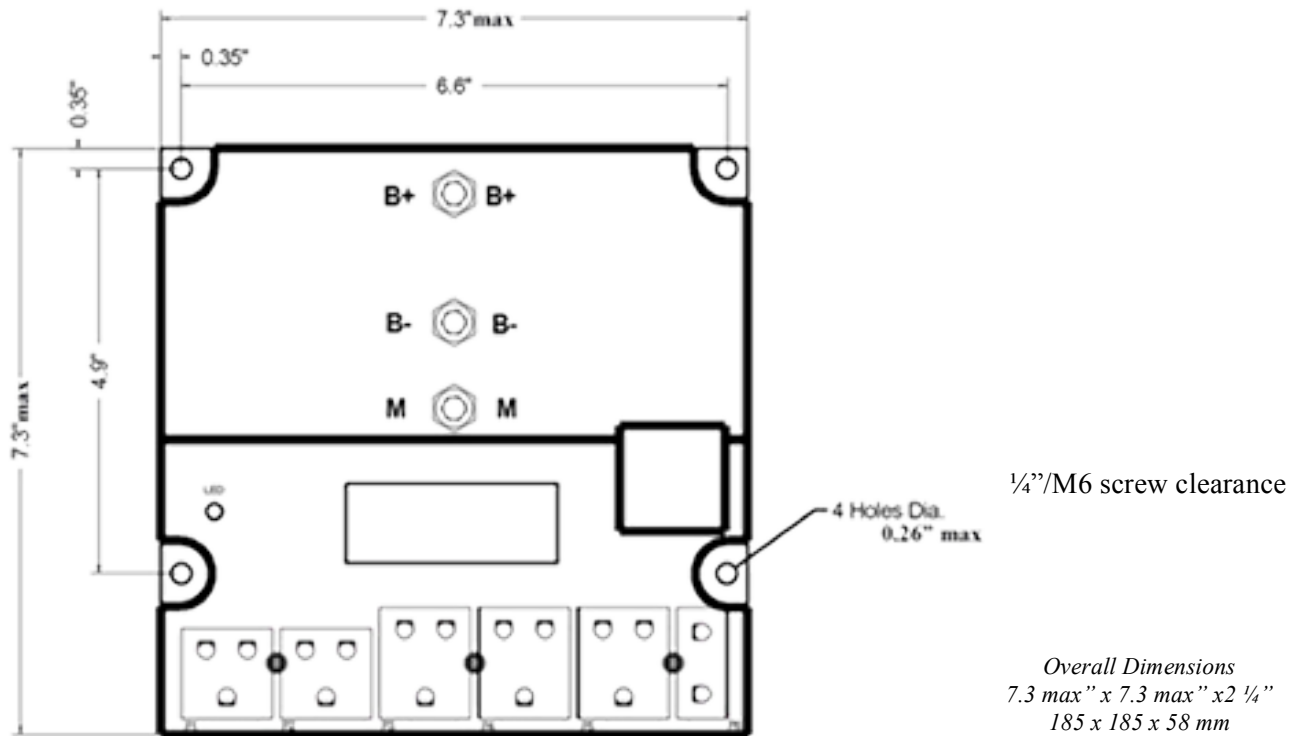 7.3"max
0.35"
6.6"
0.35"
B+ B+
B- B-
4.9"
7.3"max
M M
LED
¼”/M6 screw clearance
4 Holes Dia.
0.26” max
Overall Dimensions
7.3 max” x 7.3 max” x2 ¼”
185 x 185 x 58 mm